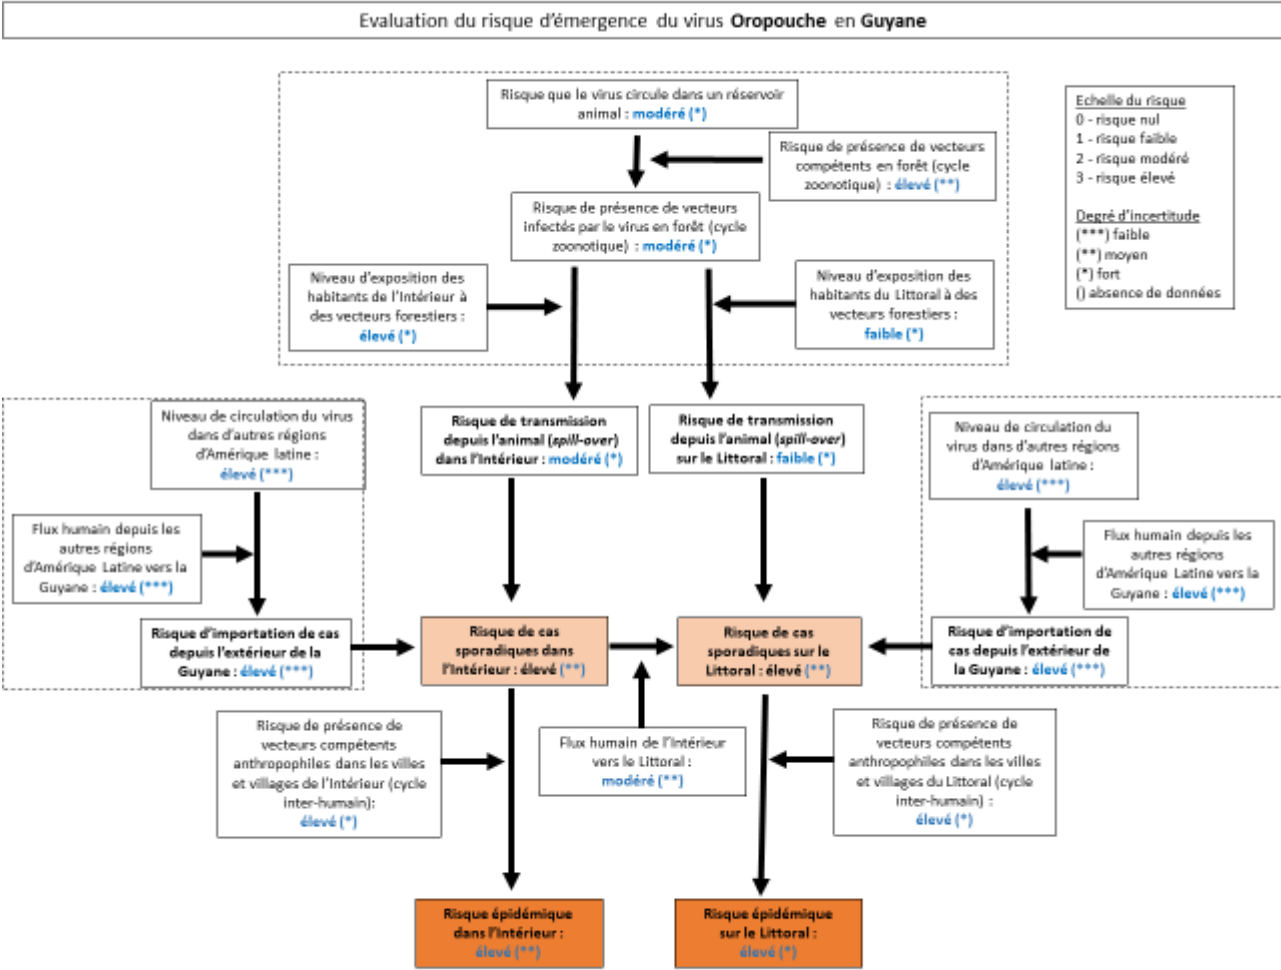 Evaluation du risque d'émergence du virus Oropouche en Guyane
Risque que le virus circule dans un réservoir
animal : modéré (*)
Echelle du risque
0 - risque nul
1 - risque faible
2 - risque modéré
3 - risque élevé
Degré d'incertitude
(***) faible
(**) moyen
(*) fort
() absence de données
Risque de présence de vecteurs
compétents en forêt (cycle
zoonotique) : élevé (**)
Risque de présence de vecteurs
infectés par le virus en forêt (cycle
zoonotique) : modéré (*)
Niveau d'exposition des
habitants de l'Intérieur à
des vecteurs forestiers :
élevé (*)
Niveau d'exposition des
habitants du Littoral à des
vecteurs forestiers :
faible (*)
Niveau de circulation du virus
dans d'autres régions
d'Amérique latine :
élevé (***)
Risque de transmission
depuis l'animal (spill-over)
dans l'Intérieur : modéré (*)
Risque de transmission
depuis l'animal (spill-over)
sur le Littoral : faible (*)
Niveau de circulation du
virus dans d'autres régions
d'Amérique latine :
élevé (***)
Flux humain depuis les
autres régions
d'Amérique Latine vers la
Guyane : élevé (***)
Flux humain depuis les
autres régions
d'Amérique Latine vers la
Guyane : élevé (***)
Risque d'importation de cas
depuis l'extérieur de la
Guyane : élevé (***)
Risque de cas
sporadiques dans
l'Intérieur : élevé (**)
Risque de cas
sporadiques sur le
Littoral : élevé (**)
Risque d'importation de
cas depuis l'extérieur de
la Guyane : élevé (***)
Risque de présence de
vecteurs compétents
anthropophiles dans les villes
et villages de l'Intérieur (cycle
inter-humain):
élevé (*)
Flux humain de l'Intérieur
vers le Littoral :
modéré (**)
Risque de présence de
vecteurs compétents
anthropophiles dans les villes
et villages du Littoral (cycle
inter-humain) :
élevé (*)
Risque épidémique
dans l'Intérieur :
élevé (**)
Risque épidémique
sur le Littoral :
élevé (*)